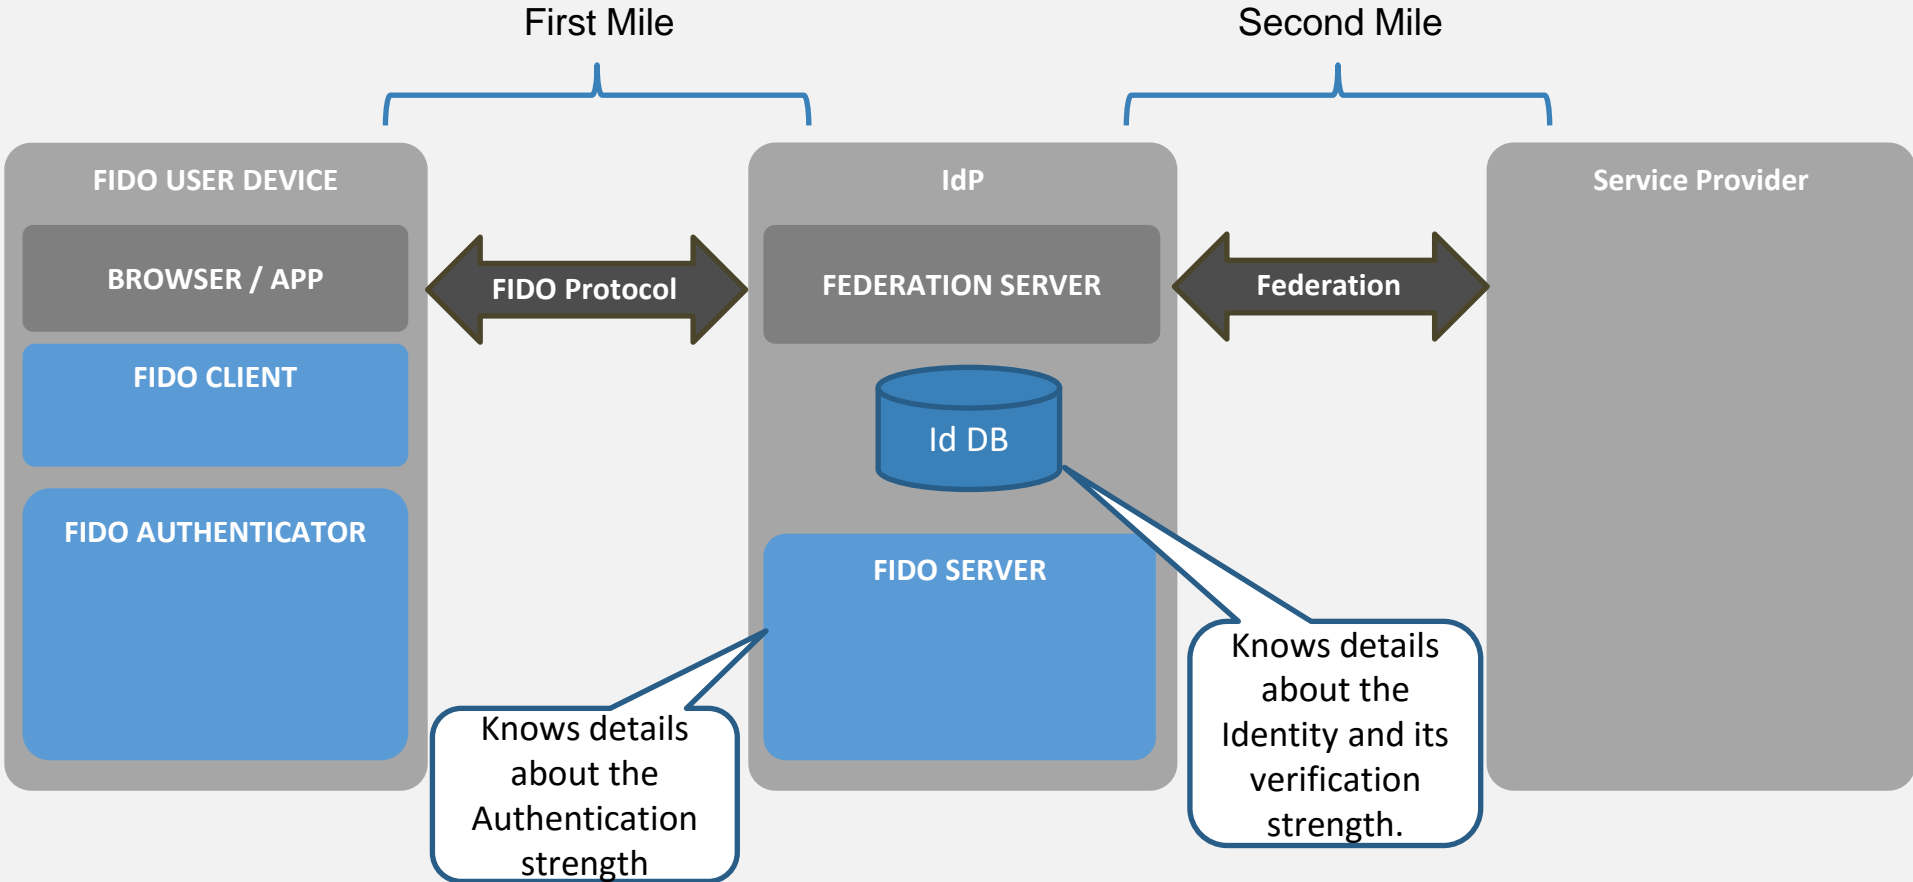 First Mile
Second Mile
FIDO USER DEVICE
BROWSER / APP
FIDO CLIENT
FIDO AUTHENTICATOR
FIDO Protocol
IdP
FEDERATION SERVER
Id DB
FIDO SERVER
Federation
Service Provider
Knows details
about the
Authentication
strength
Knows details
about the
Identity and its
verification
strength.